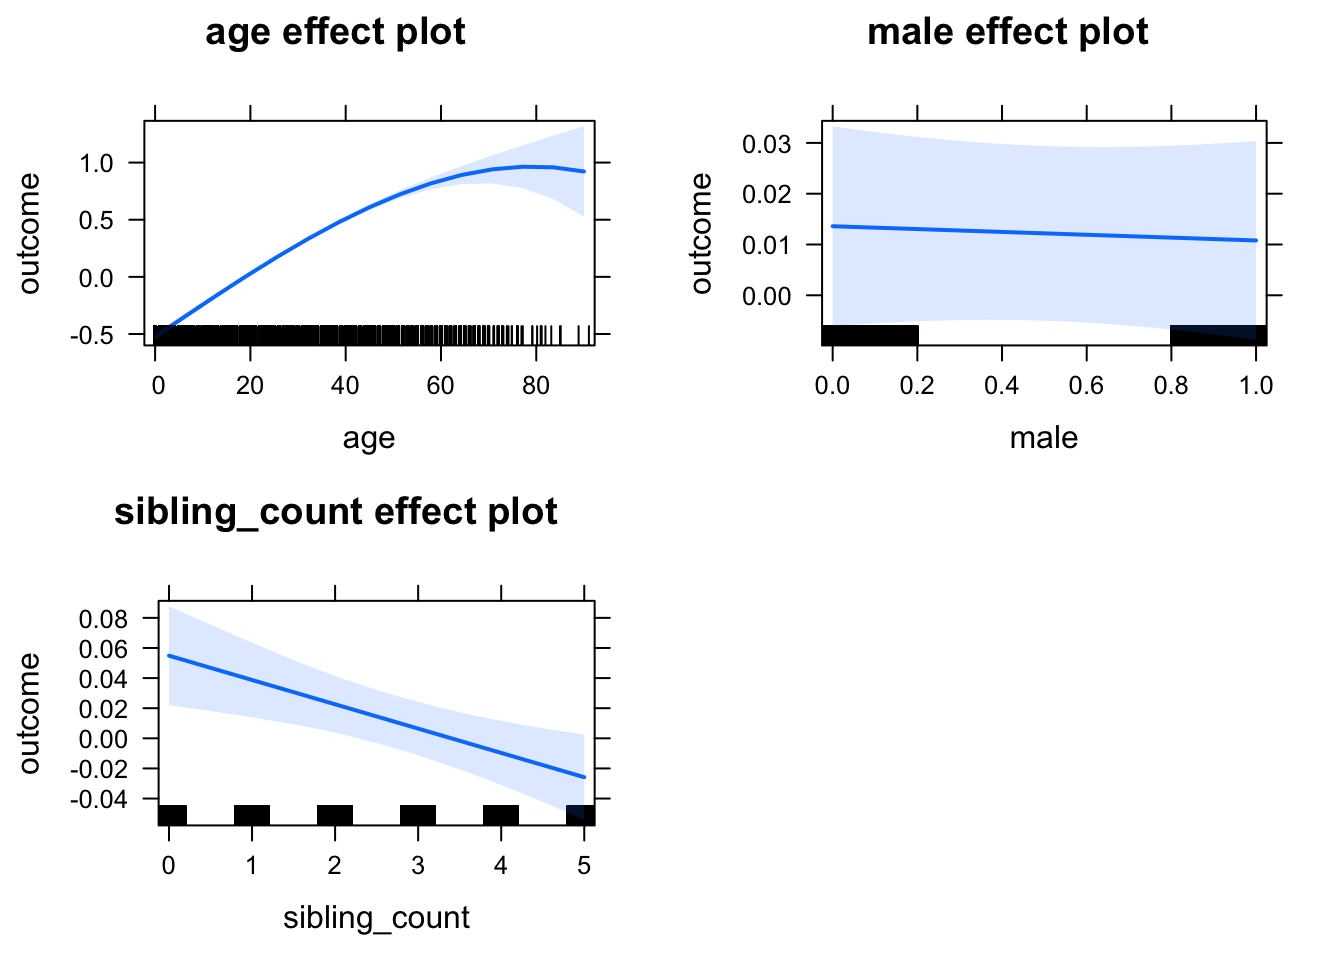 age effect plot
outcome
1.0
0.5
0.0
-0.5
0 20 40 60 80
age
male effect plot
outcome
0.03
0.02
0.01
0.00
0.0 0.2 0.4 0.6 0.8 1.0
male
sibling_count effect plot
outcome
0.08
0.06
0.04
0.02
0.00
-0.02
-0.04
0 1 2 3 4 5
sibling_count